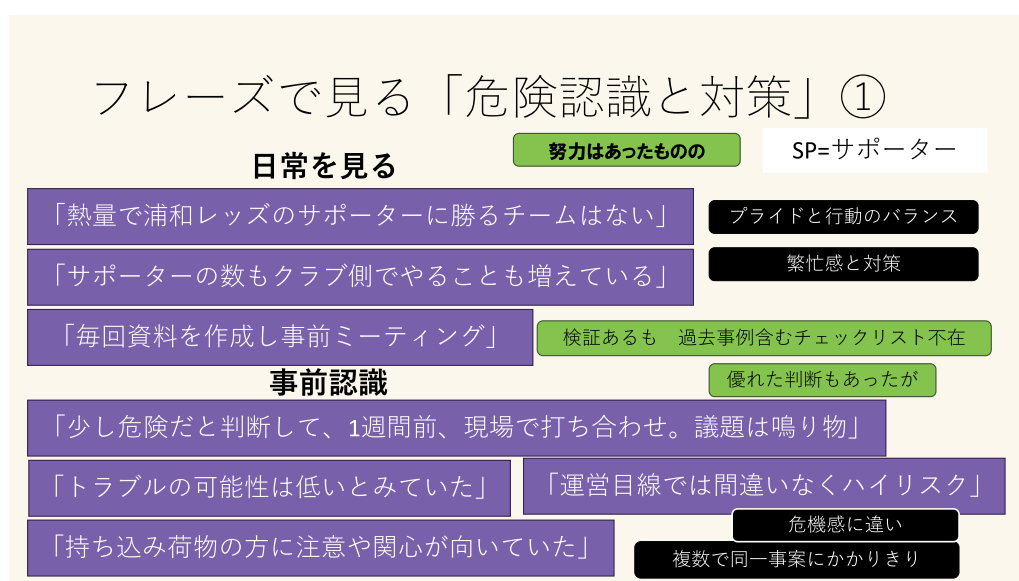 フレーズで見る「危険認識と対策」①
努力はあったものの
SP=サポーター
日常を見る
「熱量で浦和レッズのサポーターに勝るチームはない」
プライドと行動のバランス
「サポーターの数もクラブ側でやることも増えている」
繁忙感と対策
「毎回資料を作成し事前ミーティング」
検証あるも　過去事例含むチェックリスト不在
事前認識
優れた判断もあったが
「少し危険だと判断して、1週間前、現場で打ち合わせ。議題は鳴り物」
「トラブルの可能性は低いとみていた」
「運営目線では間違いなくハイリスク」
危機感に違い
「持ち込み荷物の方に注意や関心が向いていた」
複数で同一事案にかかりきり